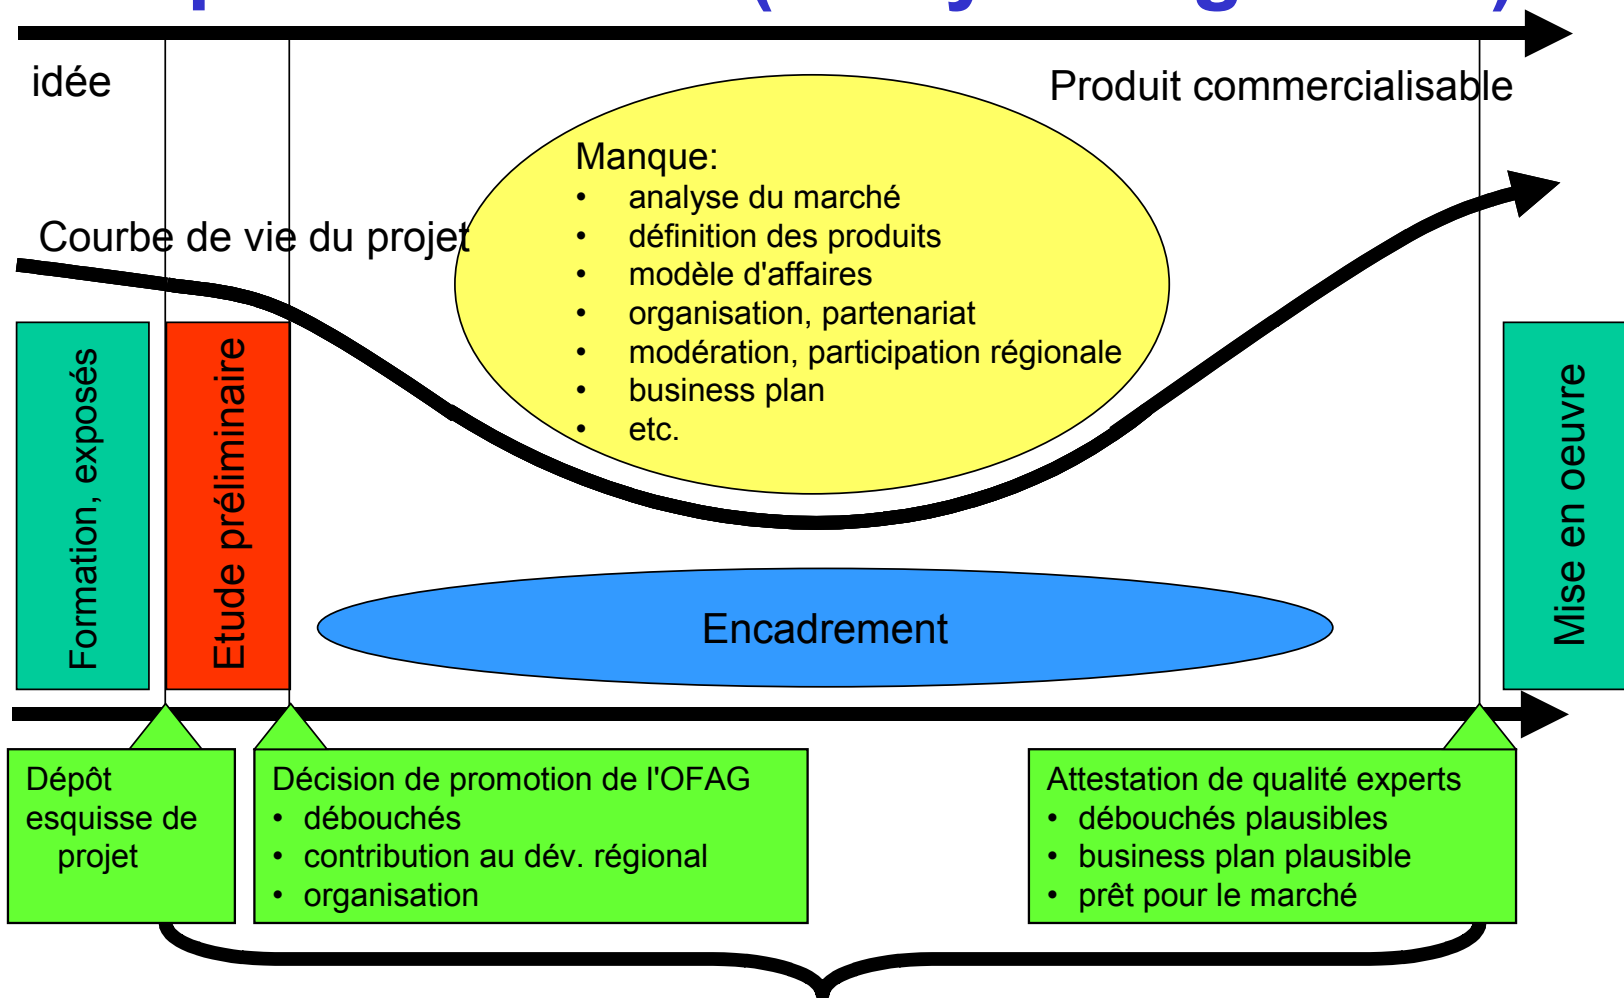 idée
Produit commercialisable
Manque:
• analyse du marché
• définition des produits
• modèle d'affaires
• organisation, partenariat
• modération, participation régionale
• business plan
• etc.
Courbe de vie du projet
Formation, exposés
Etude préliminaire
Encadrement
Mise en oeuvre
Dépôt
esquisse de
projet
Décision de promotion de l'OFAG
• débouchés
• contribution au dév. régional
• organisation
Attestation de qualité experts
• débouchés plausibles
• business plan plausible
• prêt pour le marché